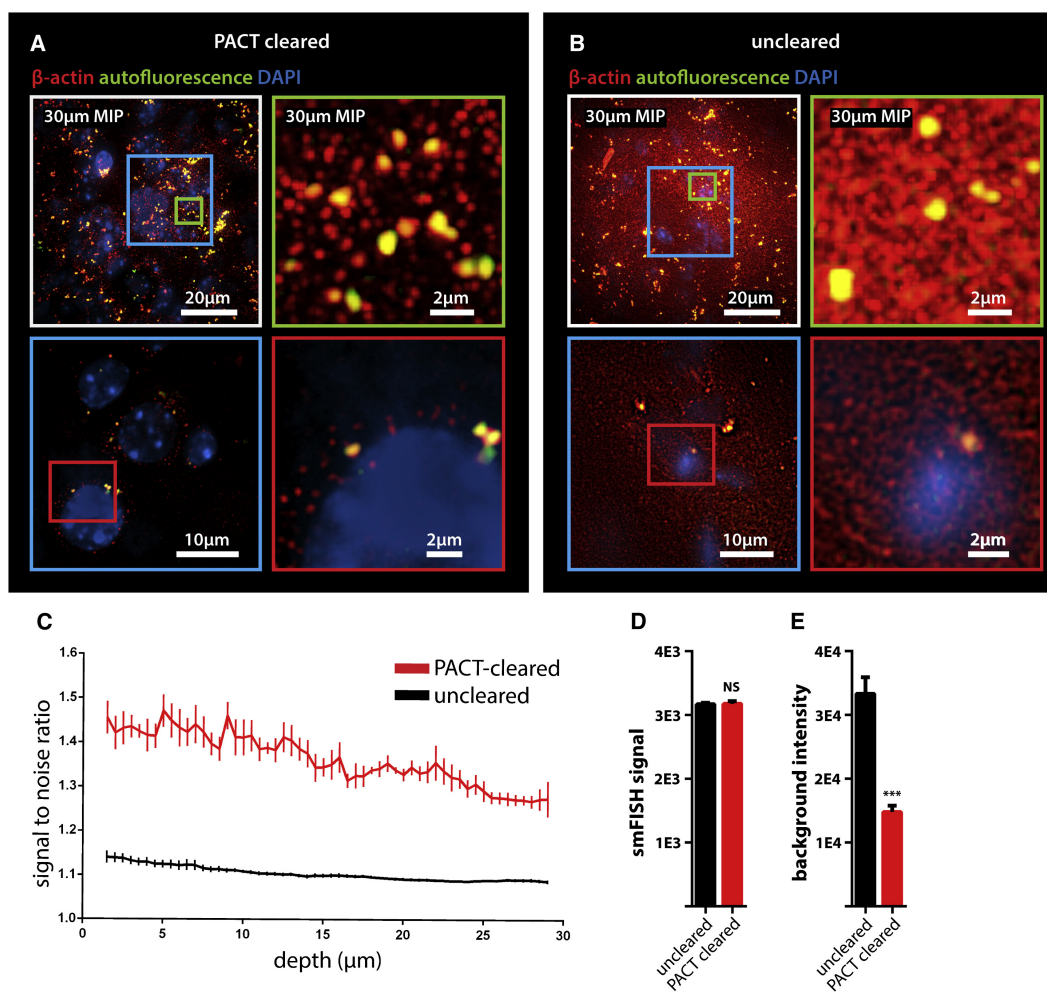 A PACT cleared
β-actin autofluorescence DAPI
30μm MIP
20μm
30μm MIP
2μm
10μm
2μm
B uncleared
β-actin autofluorescence DAPI
30μm MIP
20μm
30μm MIP
2μm
10μm
2μm
C
signal to noise ratio
1.6
1.5
1.4
1.3
1.2
1.1
1.0
0 5 10 15 20 25 30
depth (μm)
PACT-cleared
uncleared
D
smFISH signal
4E3
3E3
2E3
1E3
NS
uncleared
PACT cleared
E
background intensity
4E4
3E4
2E4
1E4
***
uncleared
PACT cleared